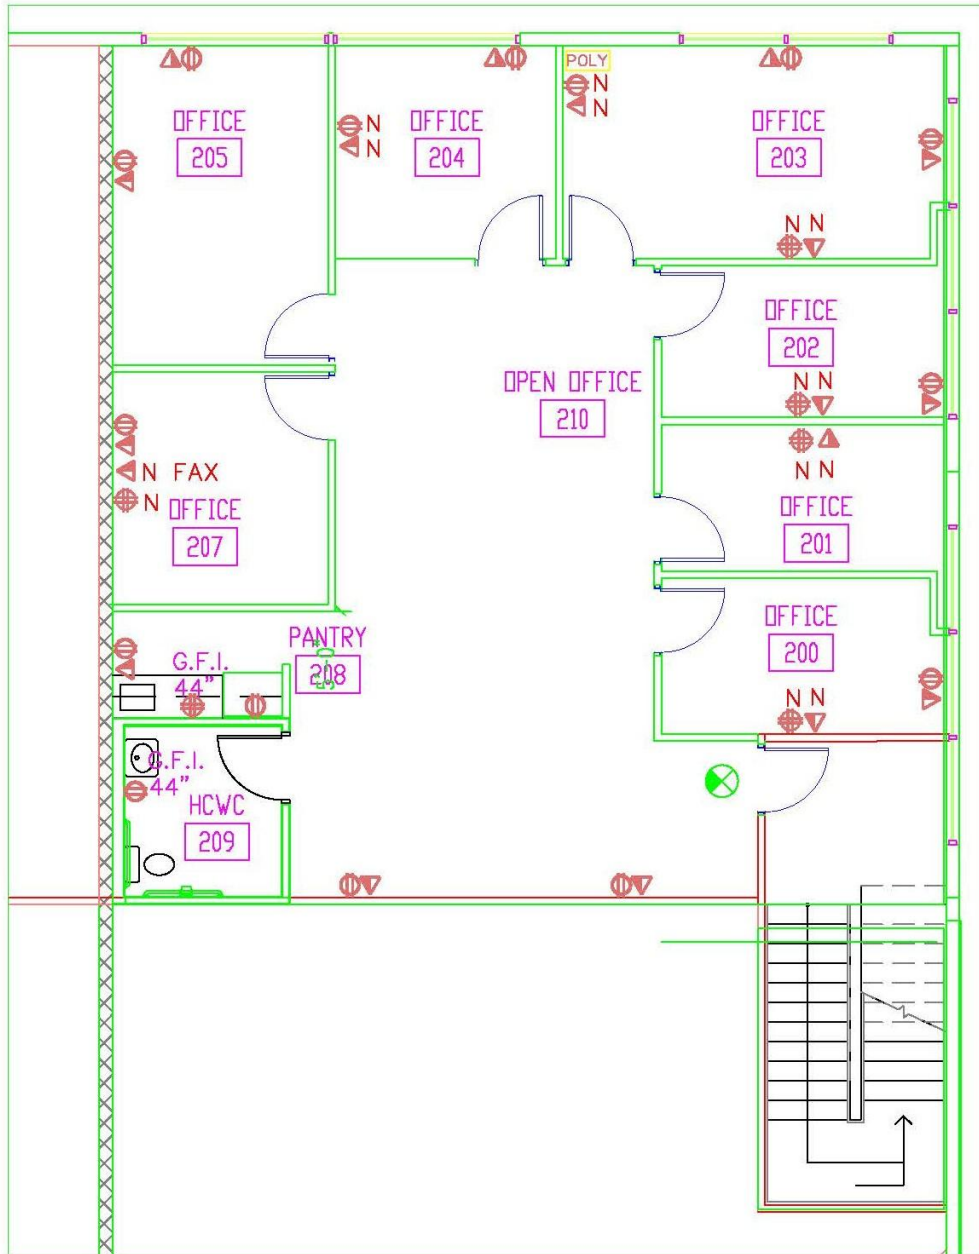 POLY
N
N
OFFICE
205
N
N
OFFICE
204
OFFICE
203
N N
OFFICE
202
N N
OPEN OFFICE
210
N FAX
N
OFFICE
207
N N
OFFICE
201
OFFICE
200
N N
PANTRY
208
G.F.I.
44"
G.F.I.
44"
HCWC
209